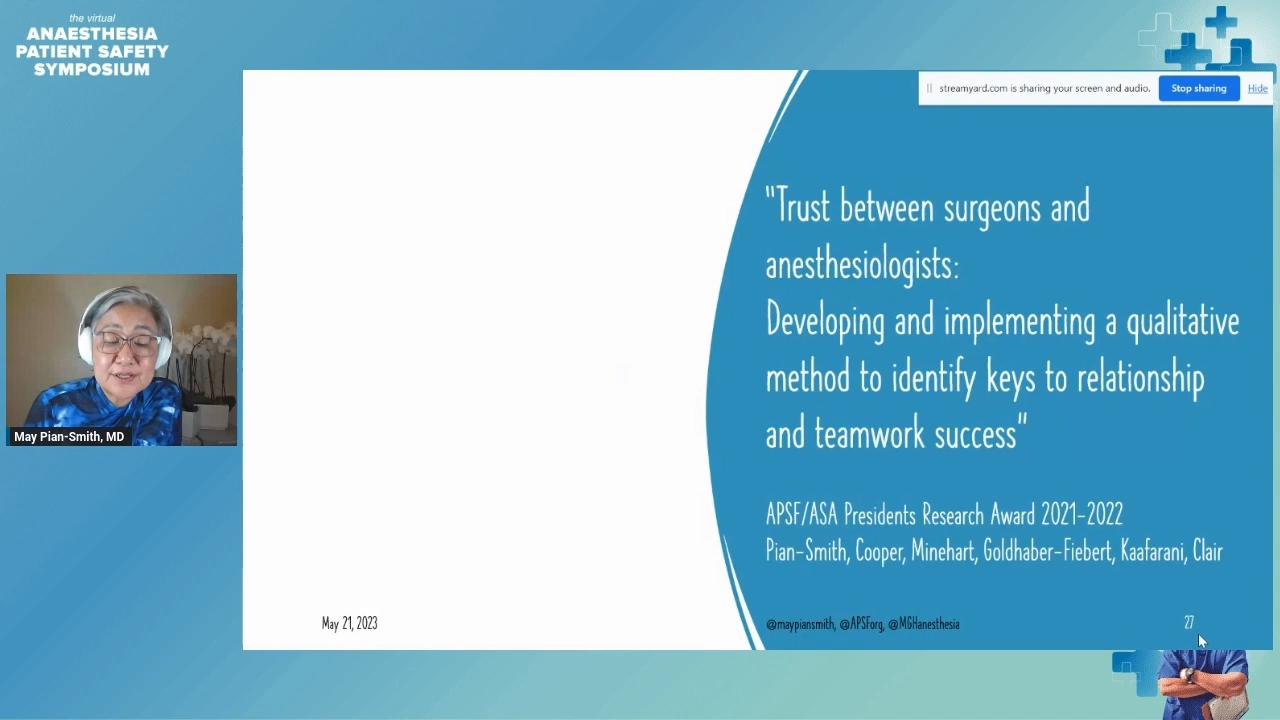 the virtual
ANAESTHESIA
PATIENT SAFETY
SYMPOSIUM
streamyard.com is sharing your screen and audio.
Stop sharing
Hide
"Trust between surgeons and
anesthesiologists:
Developing and implementing a qualitative
method to identify keys to relationship
and teamwork success"
APSF/ASA Presidents Research Award 2021-2022
Pian-Smith, Cooper, Minehart, Goldhaber-Fiebert, Kaafarani, Clair
May Pian-Smith, MD
May 21, 2023
@maypiansmith, @APSForg, @MGHanesthesia
27